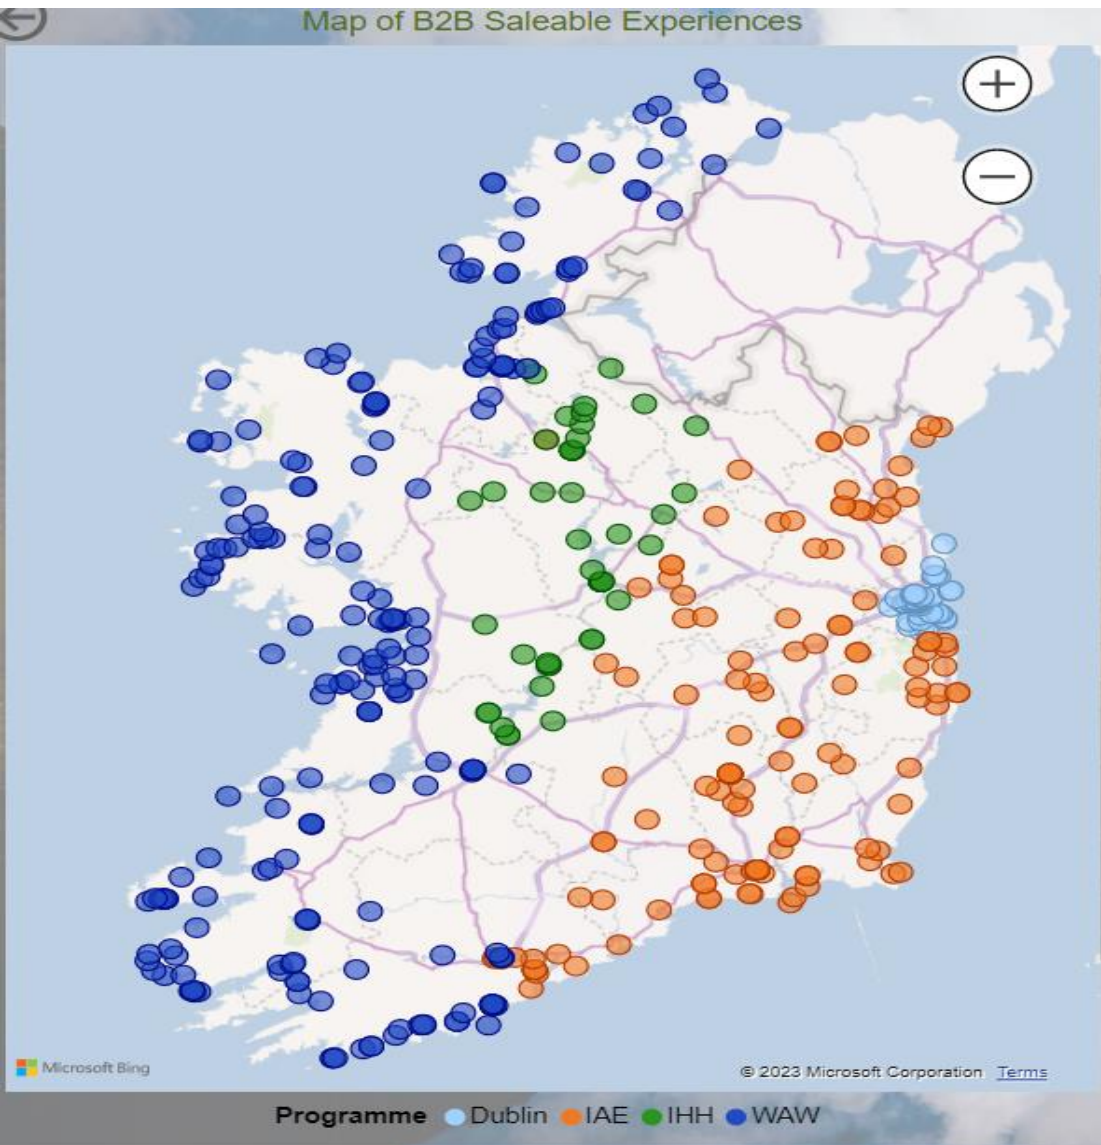 Map of B2B Saleable Experiences
Microsoft Bing
© 2023 Microsoft Corporation Terms
Programme Dublin IAE IHH WAW